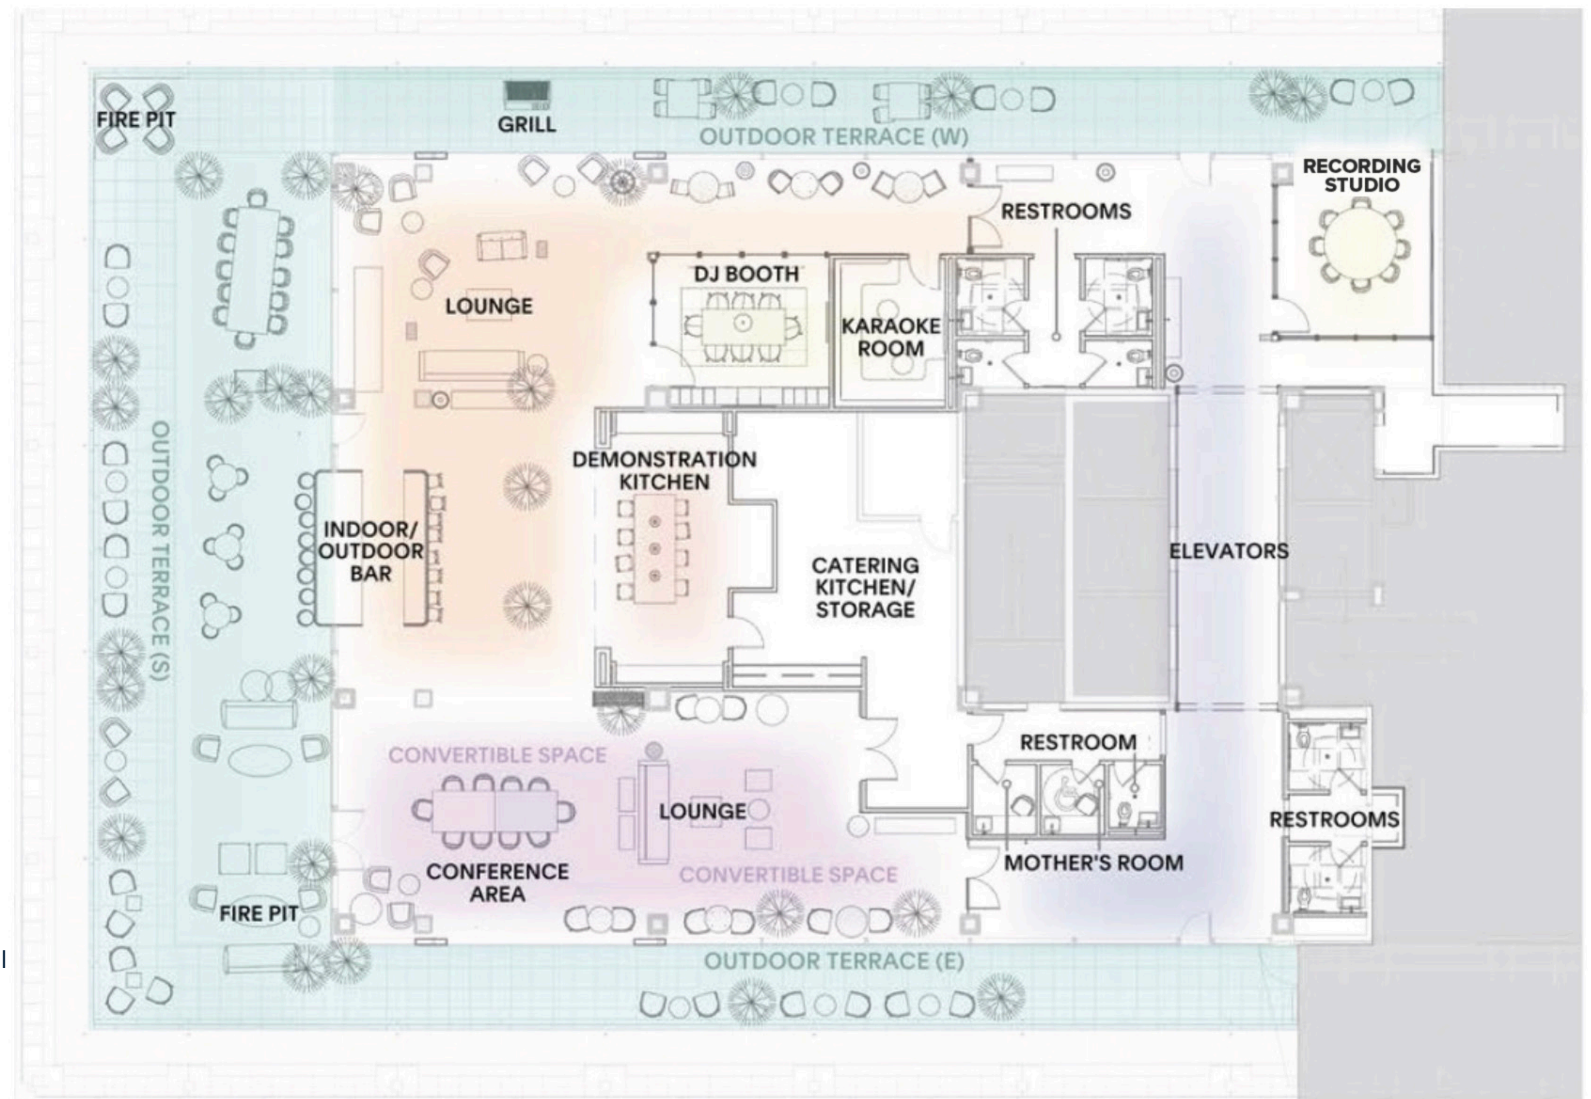 FIRE PIT
GRILL
OUTDOOR TERRACE (W)
RECORDING
STUDIO
RESTROOMS
DJ BOOTH
LOUNGE
KARAOKE
ROOM
OUTDOOR TERRACE (S)
DEMONSTRATION
KITCHEN
INDOOR/
OUTDOOR
BAR
CATERING
KITCHEN/
STORAGE
ELEVATORS
CONVERTIBLE SPACE
RESTROOM
LOUNGE
RESTROOMS
CONFERENCE
AREA
CONVERTIBLE SPACE
MOTHER'S ROOM
FIRE PIT
OUTDOOR TERRACE (E)